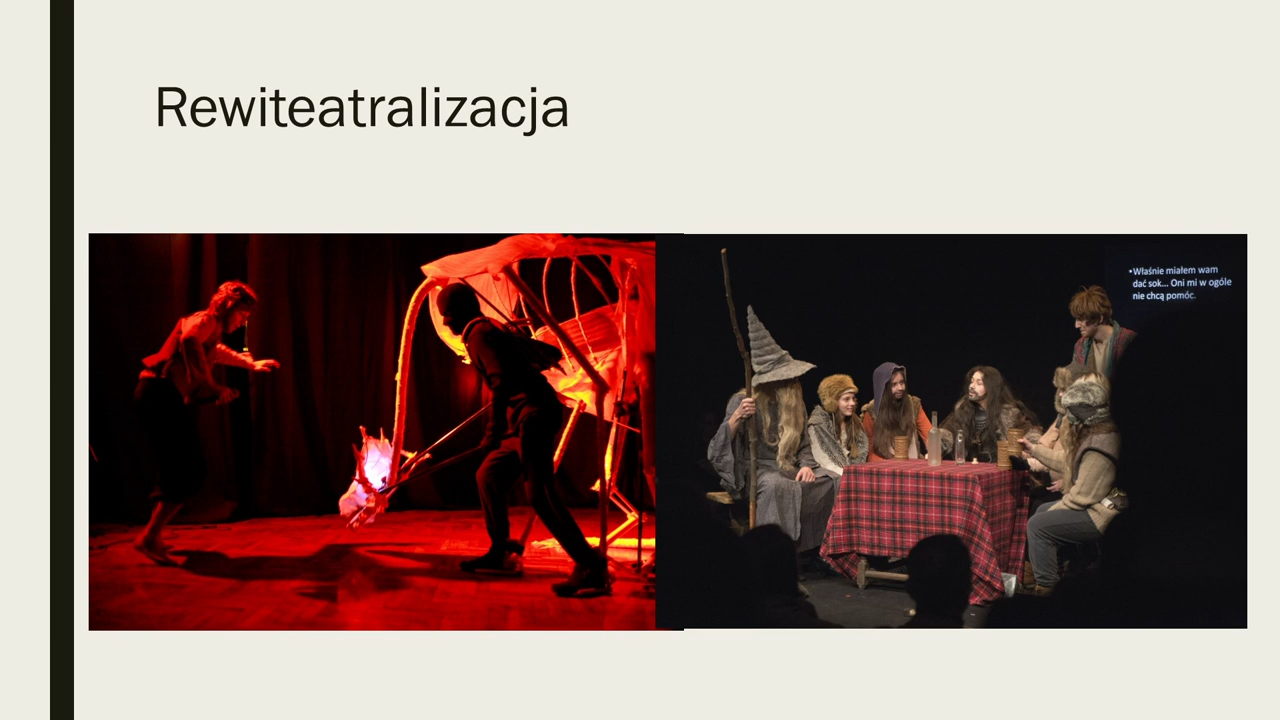 Rewiteatralizacja
•Właśnie miałem wam
dać sok... Oni mi w ogóle
nie chcą pomóc.